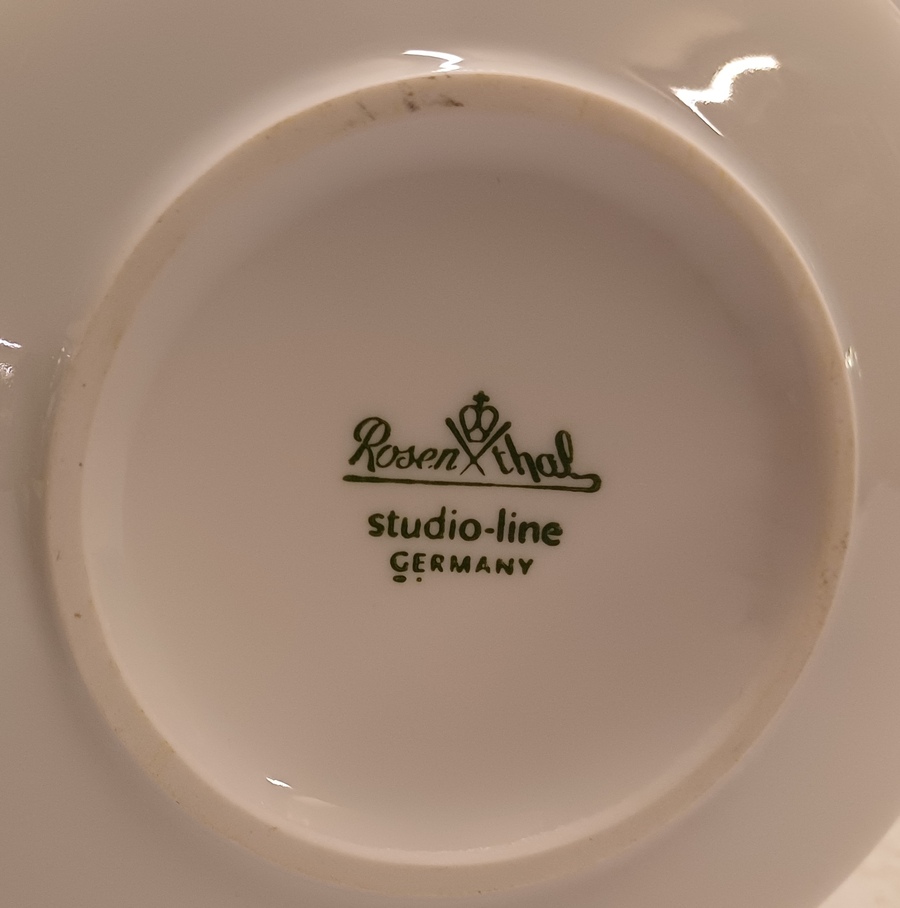 Rosenthal
studio-line
GERMANY